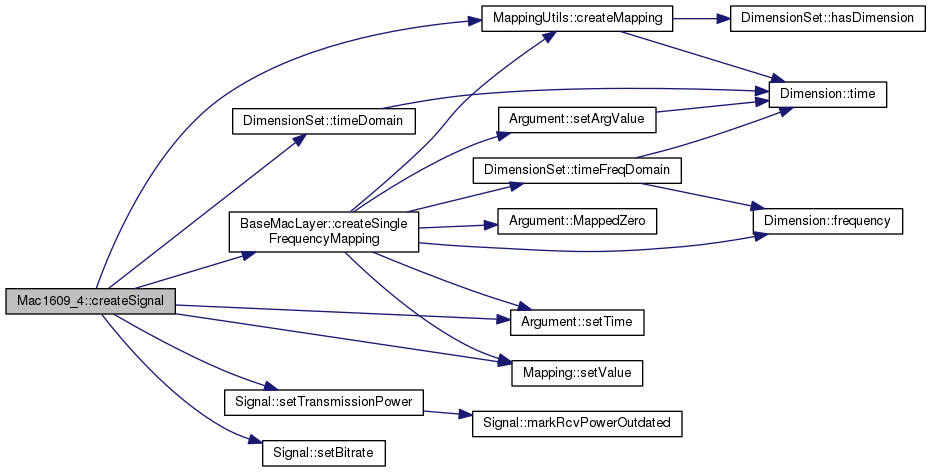 MappingUtils::createMapping
DimensionSet::hasDimension
Dimension::time
DimensionSet::timeDomain
Argument::setArgValue
DimensionSet::timeFreqDomain
BaseMacLayer::createSingle
FrequencyMapping
Argument::MappedZero
Dimension::frequency
Mac1609_4::createSignal
Argument::setTime
Mapping::setValue
Signal::setTransmissionPower
Signal::markRcvPowerOutdated
Signal::setBitrate